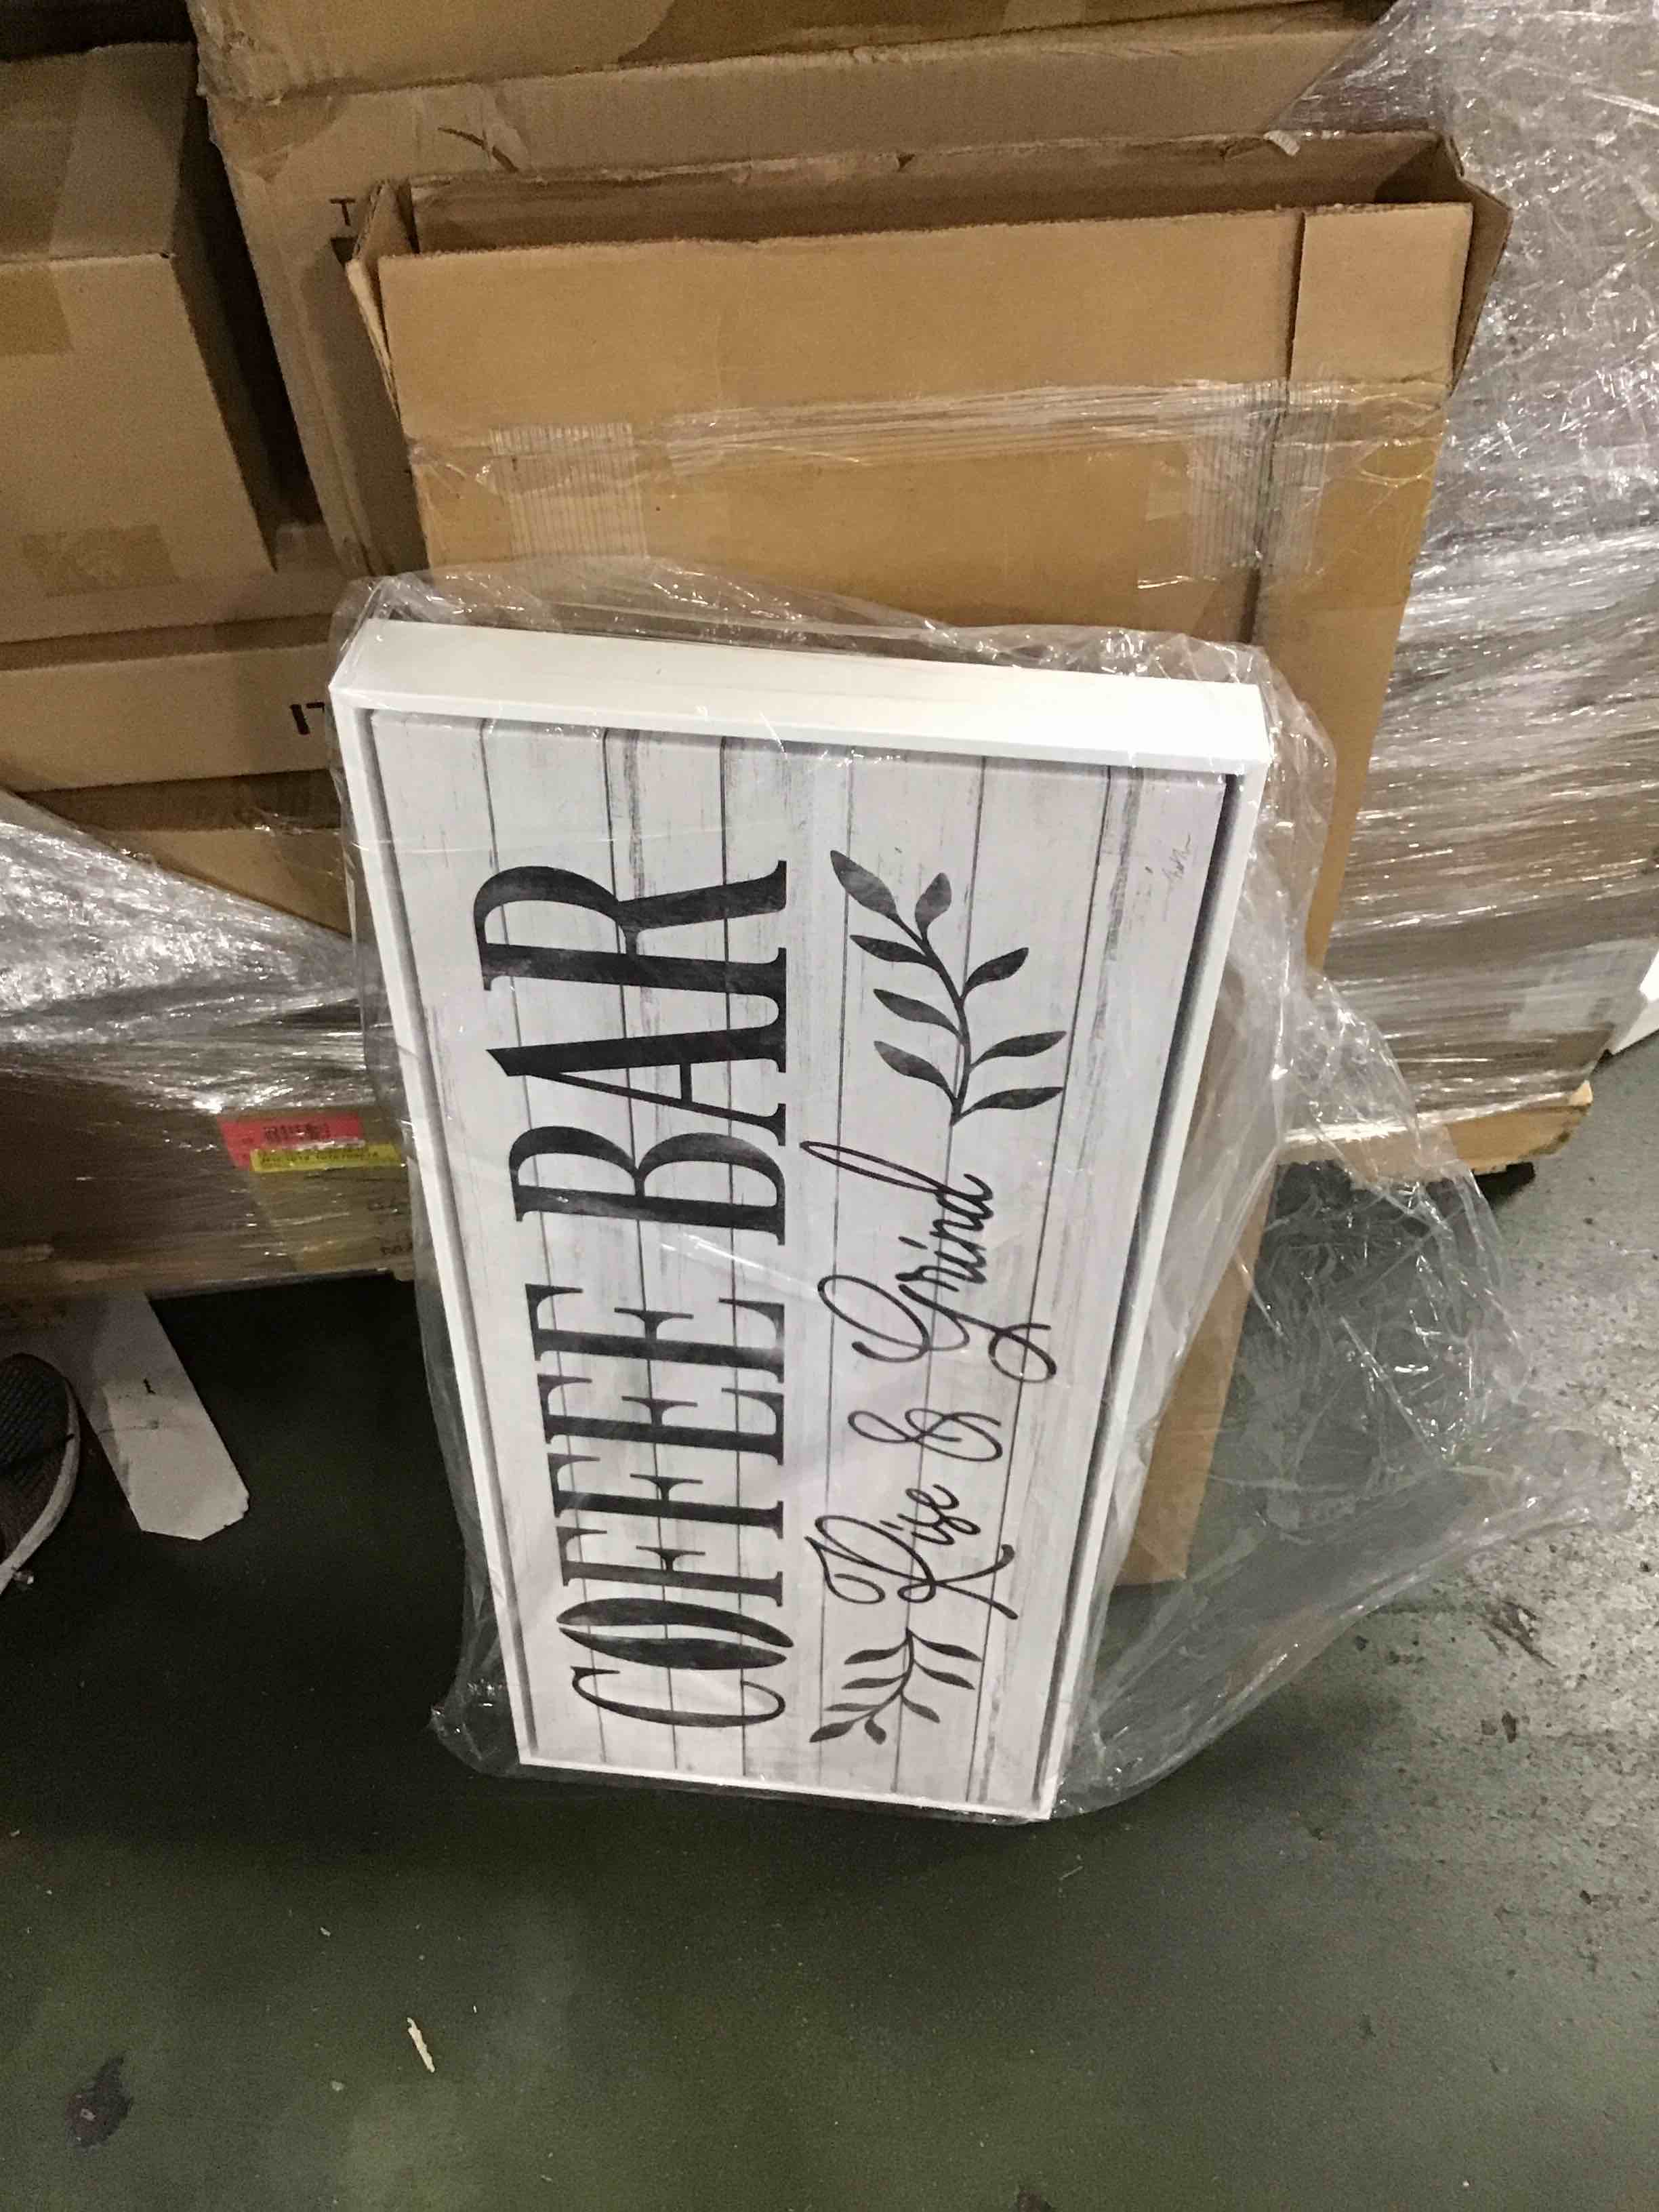 COFFEE BAR
Rise & Grind